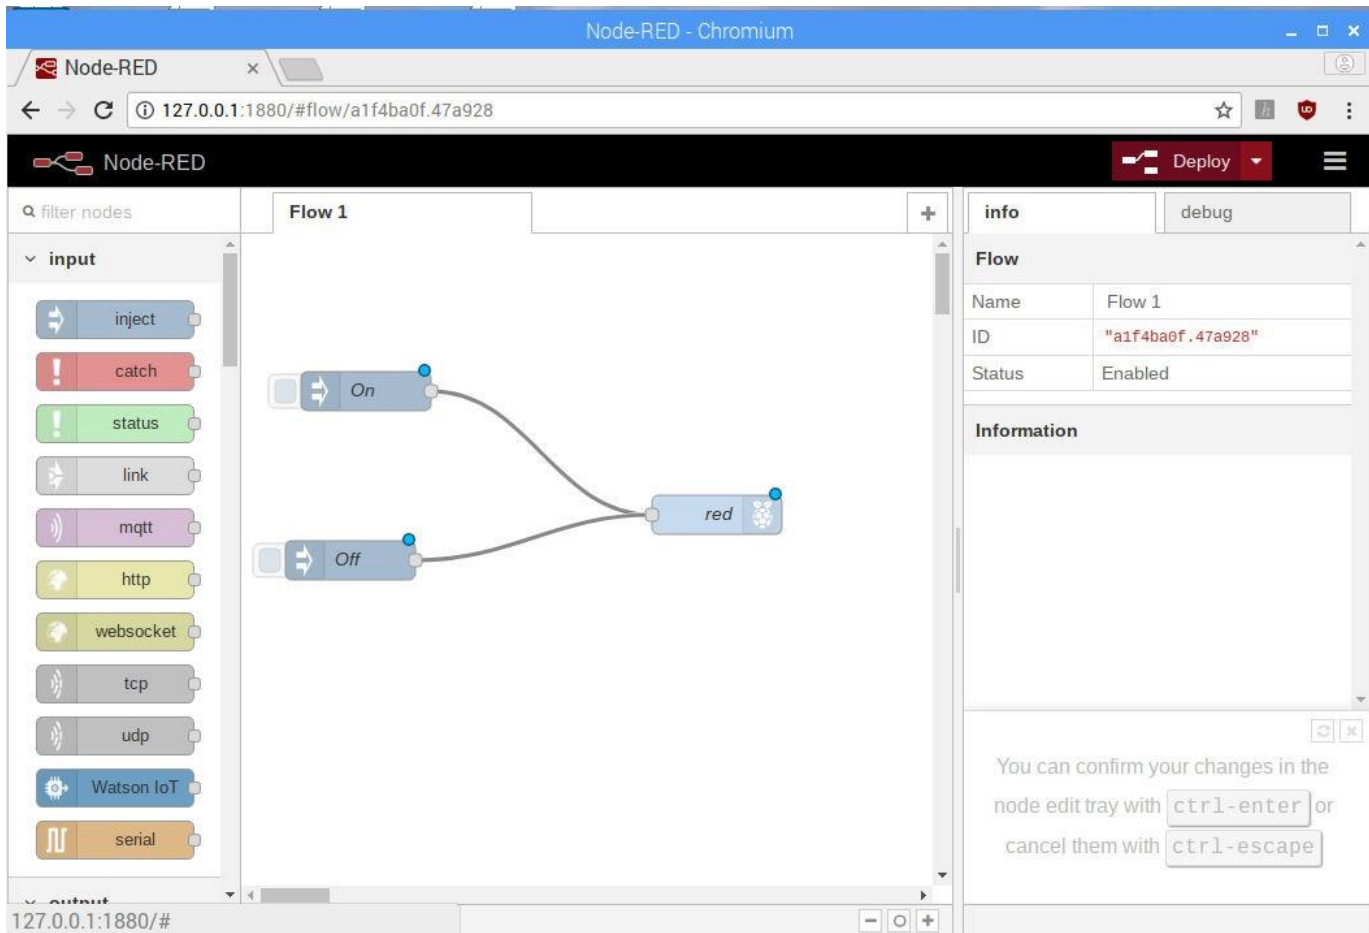 Node-RED - Chromium
Node-RED
127.0.0.1:1880/#flow/a1f4ba0f.47a928
Node-RED
Deploy
filter nodes
Flow 1
info
debug
input
inject
catch
status
link
mqtt
http
websocket
tcp
udp
Watson IoT
serial
output
On
Off
red
Flow
Name
Flow 1
ID
"a1f4ba0f.47a928"
Status
Enabled
Information
You can confirm your changes in the
node edit tray with ctrl-enter or
cancel them with ctrl-escape
127.0.0.1:1880/#